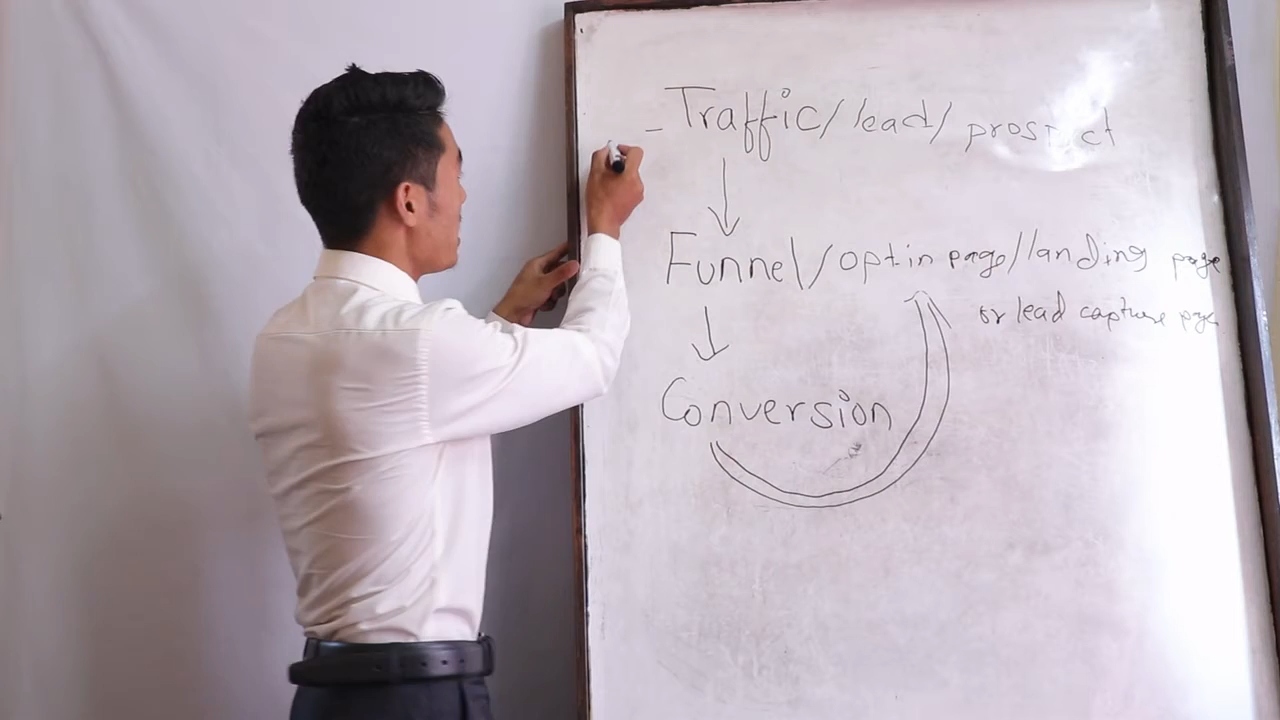 - Traffic/lead/ prospect
Funnel/optin page/landing page
or lead capture page
Conversion